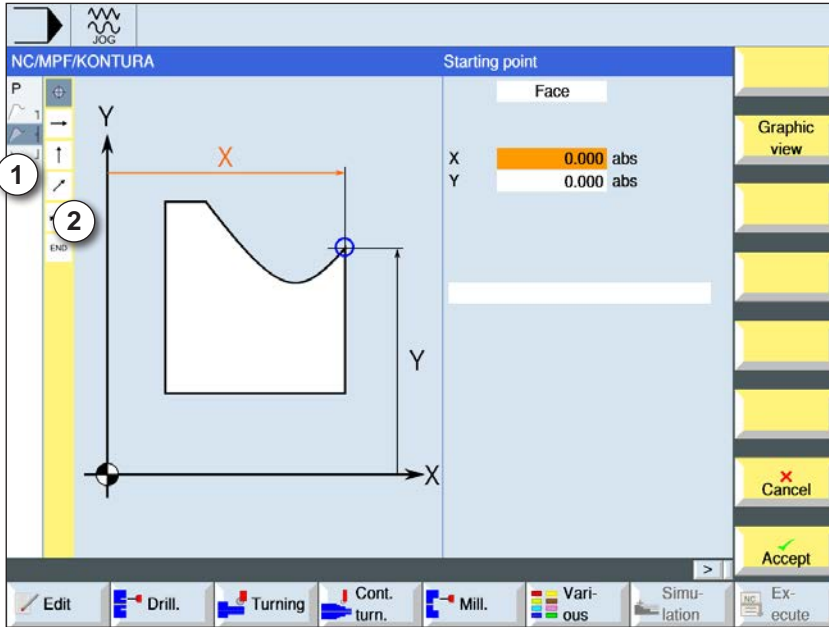 JOG
NC/MPF/KONTURA
Starting point
P
Face
Y
X
Graphic
view
X 0.000 abs
Y 0.000 abs
1
2
END
Y
X
Cancel
Accept
>
Edit
Drill.
Turning
Cont.
turn.
Mill.
Vari-
ous
Simu-
lation
NC
Ex-
ecute